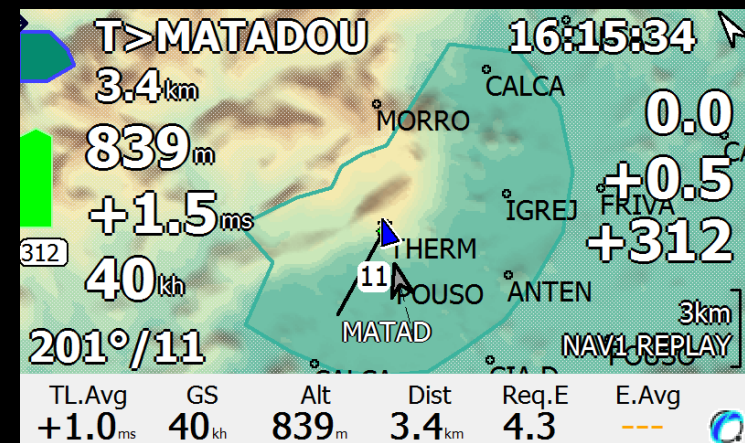 T>MATADOU
16:15:34
3.4km
CALCA
MORRO
0.0
839m
+0.5
+1.5ms
IGREJ
FRIVA
+312
312
THERM
40kh
11
POUSO
ANTEN
3km
MATAD
201°/11
NAV1 REPLAY
TL.Avg GS Alt Dist Req.E E.Avg
+1.0ms 40kh 839m 3.4km 4.3 ---